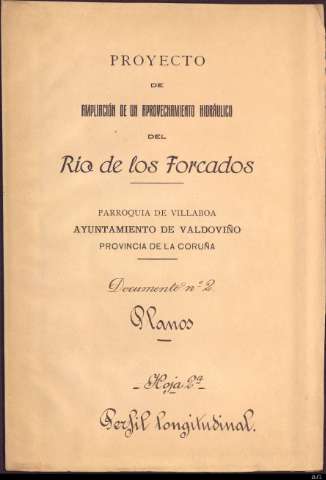 PROYECTO
DE
AMPLIACIÓN DE UN APROVECHAMIENTO HIDRÁULICO
DEL
Río de los Forcados
PARROQUIA DE VILLABOA
AYUNTAMIENTO DE VALDOVIÑO
PROVINCIA DE LA CORUÑA
Documento nº 2
Planos
Hoja 2ª
Perfil longitudinal.